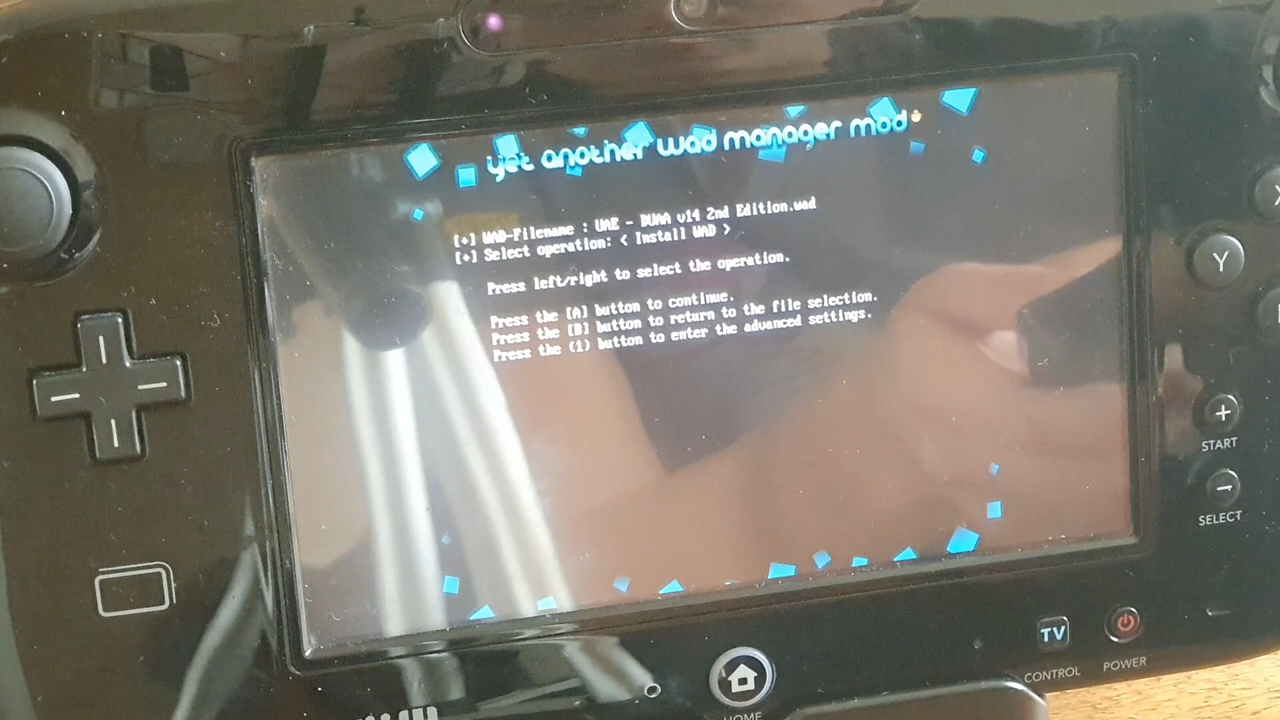 yet another wad manager mod
[+] WAD-Filename : UAE - DUAA v14 2nd Edition.wad
[+] Select operation: < Install WAD >
Press left/right to select the operation.
Press the [A] button to continue.
Press the [B] button to return to the file selection.
Press the (1) button to enter the advanced settings.
X
Y
+
START
-
SELECT
TV
CONTROL
POWER
HOME